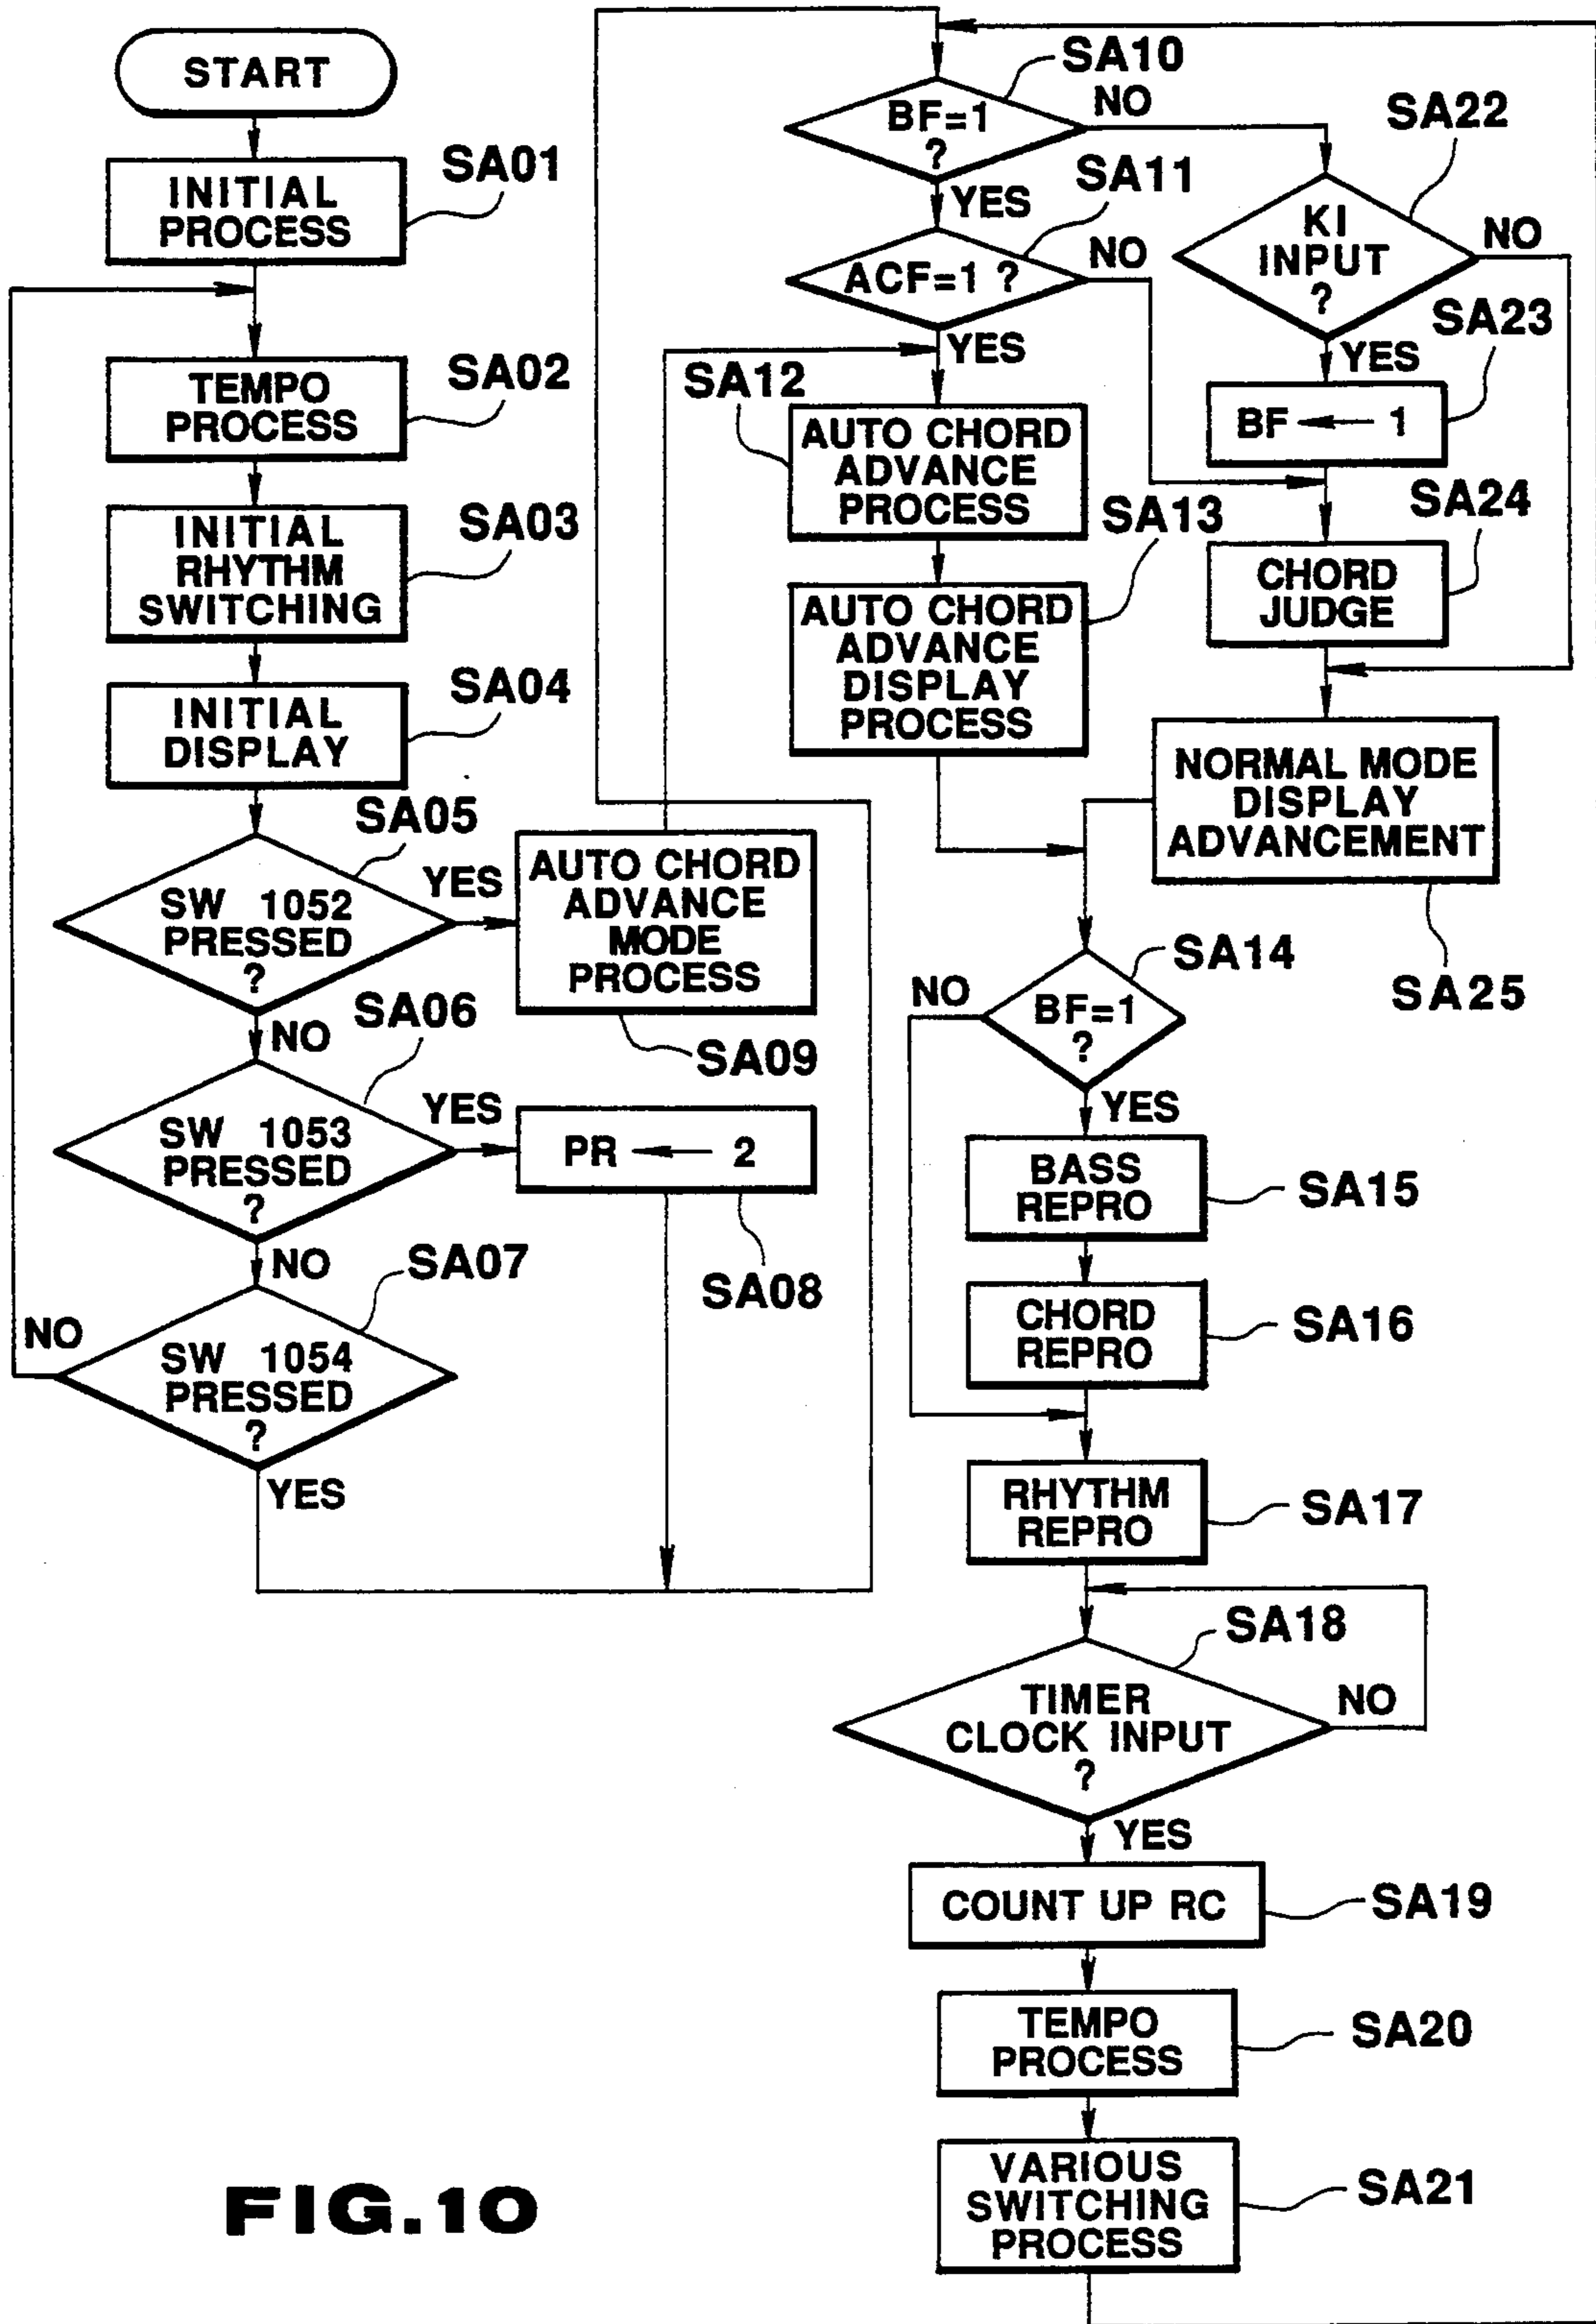 START
INITIAL
PROCESS
SA01
TEMPO
PROCESS
SA02
INITIAL
RHYTHM
SWITCHING
SA03
INITIAL
DISPLAY
SA04
SA05
SW 1052
PRESSED
?
YES
NO
AUTO CHORD
ADVANCE
MODE
PROCESS
SA09
SA06
SW 1053
PRESSED
?
YES
NO
PR ← 2
SA08
SA07
SW 1054
PRESSED
?
NO
YES
SA10
BF=1
?
NO
YES
SA11
ACF=1 ?
NO
YES
SA12
AUTO CHORD
ADVANCE
PROCESS
SA13
AUTO CHORD
ADVANCE
DISPLAY
PROCESS
SA22
KI
INPUT
?
NO
YES
SA23
BF ← 1
SA24
CHORD
JUDGE
NORMAL MODE
DISPLAY
ADVANCEMENT
SA25
SA14
BF=1
?
NO
YES
BASS
REPRO
SA15
CHORD
REPRO
SA16
RHYTHM
REPRO
SA17
SA18
TIMER
CLOCK INPUT
?
NO
YES
COUNT UP RC
SA19
TEMPO
PROCESS
SA20
VARIOUS
SWITCHING
PROCESS
SA21
FIG.10